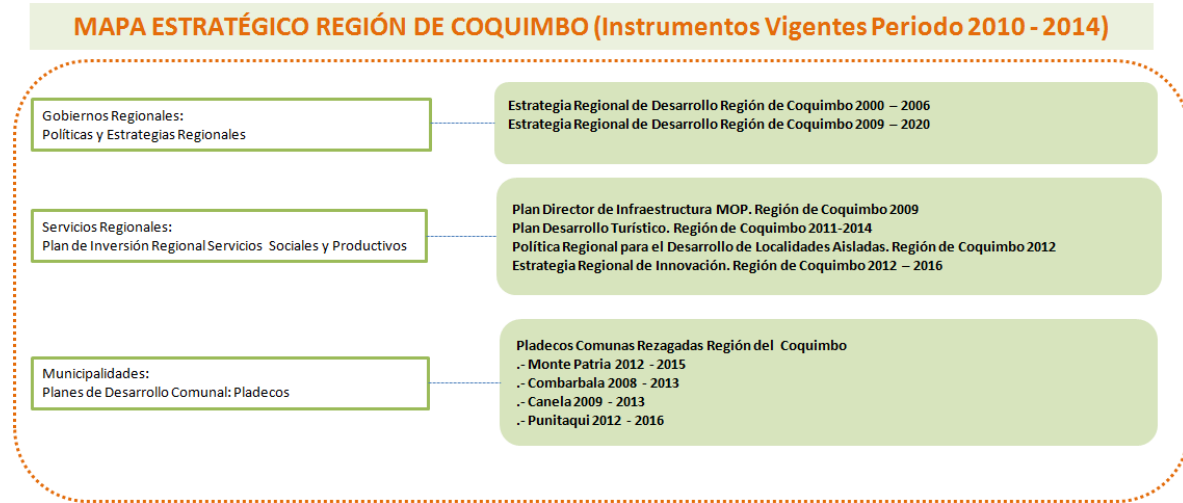 MAPA ESTRATÉGICO REGIÓN DE COQUIMBO (Instrumentos Vigentes Periodo 2010 - 2014)
Gobiernos Regionales:
Políticas y Estrategias Regionales
Estrategia Regional de Desarrollo Región de Coquimbo 2000 – 2006
Estrategia Regional de Desarrollo Región de Coquimbo 2009 – 2020
Servicios Regionales:
Plan de Inversión Regional Servicios Sociales y Productivos
Plan Director de Infraestructura MOP. Región de Coquimbo 2009
Plan Desarrollo Turístico. Región de Coquimbo 2011-2014
Política Regional para el Desarrollo de Localidades Aisladas. Región de Coquimbo 2012
Estrategia Regional de Innovación. Región de Coquimbo 2012 – 2016
Municipalidades:
Planes de Desarrollo Comunal: Pladecos
Pladecos Comunas Rezagadas Región del Coquimbo
.- Monte Patria 2012 - 2015
.- Combarbala 2008 - 2013
.- Canela 2009 - 2013
.- Punitaqui 2012 - 2016